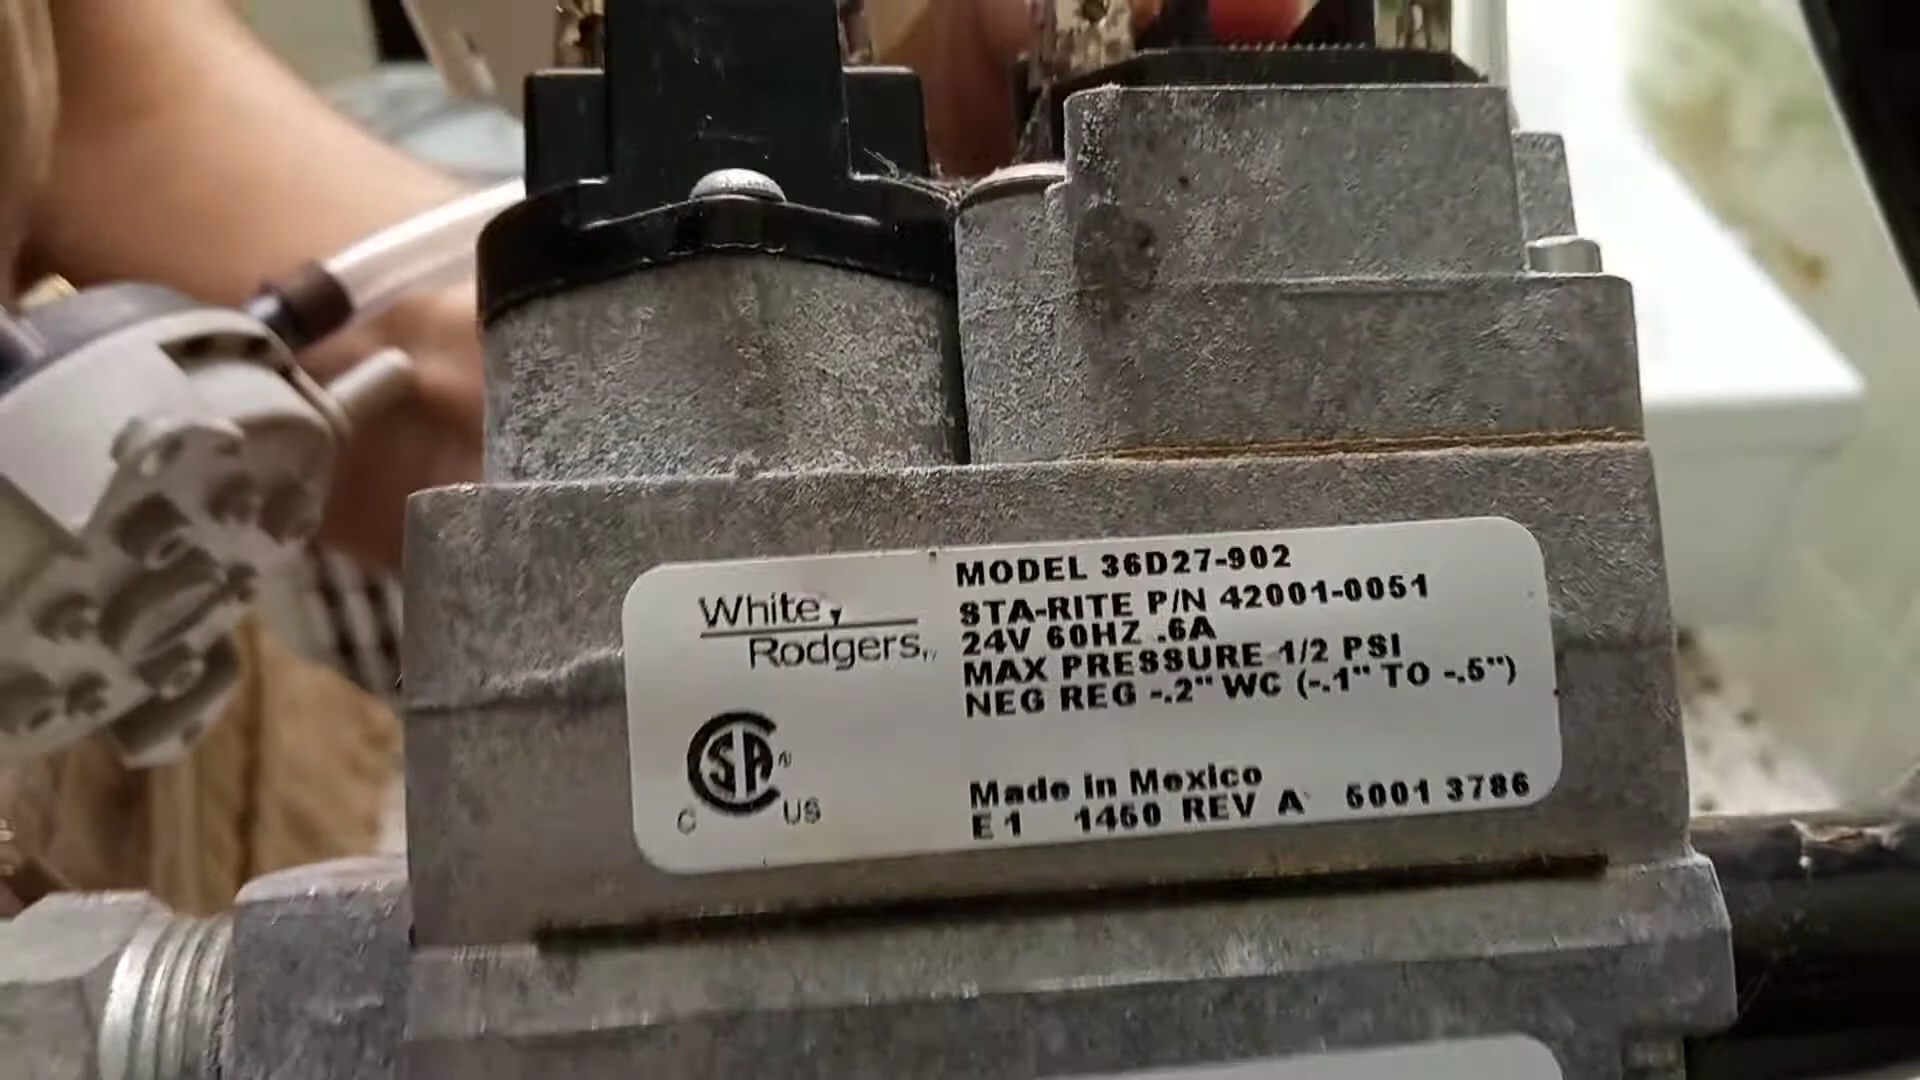 White
Rodgers
MODEL 36D27-902
STA-RITE P/N 42001-0051
24V 60HZ .6A
MAX PRESSURE 1/2 PSI
NEG REG -.2" WC (-.1" TO -.5")
CSA
C US
Made in Mexico
E1 1450 REV A 5001 3786